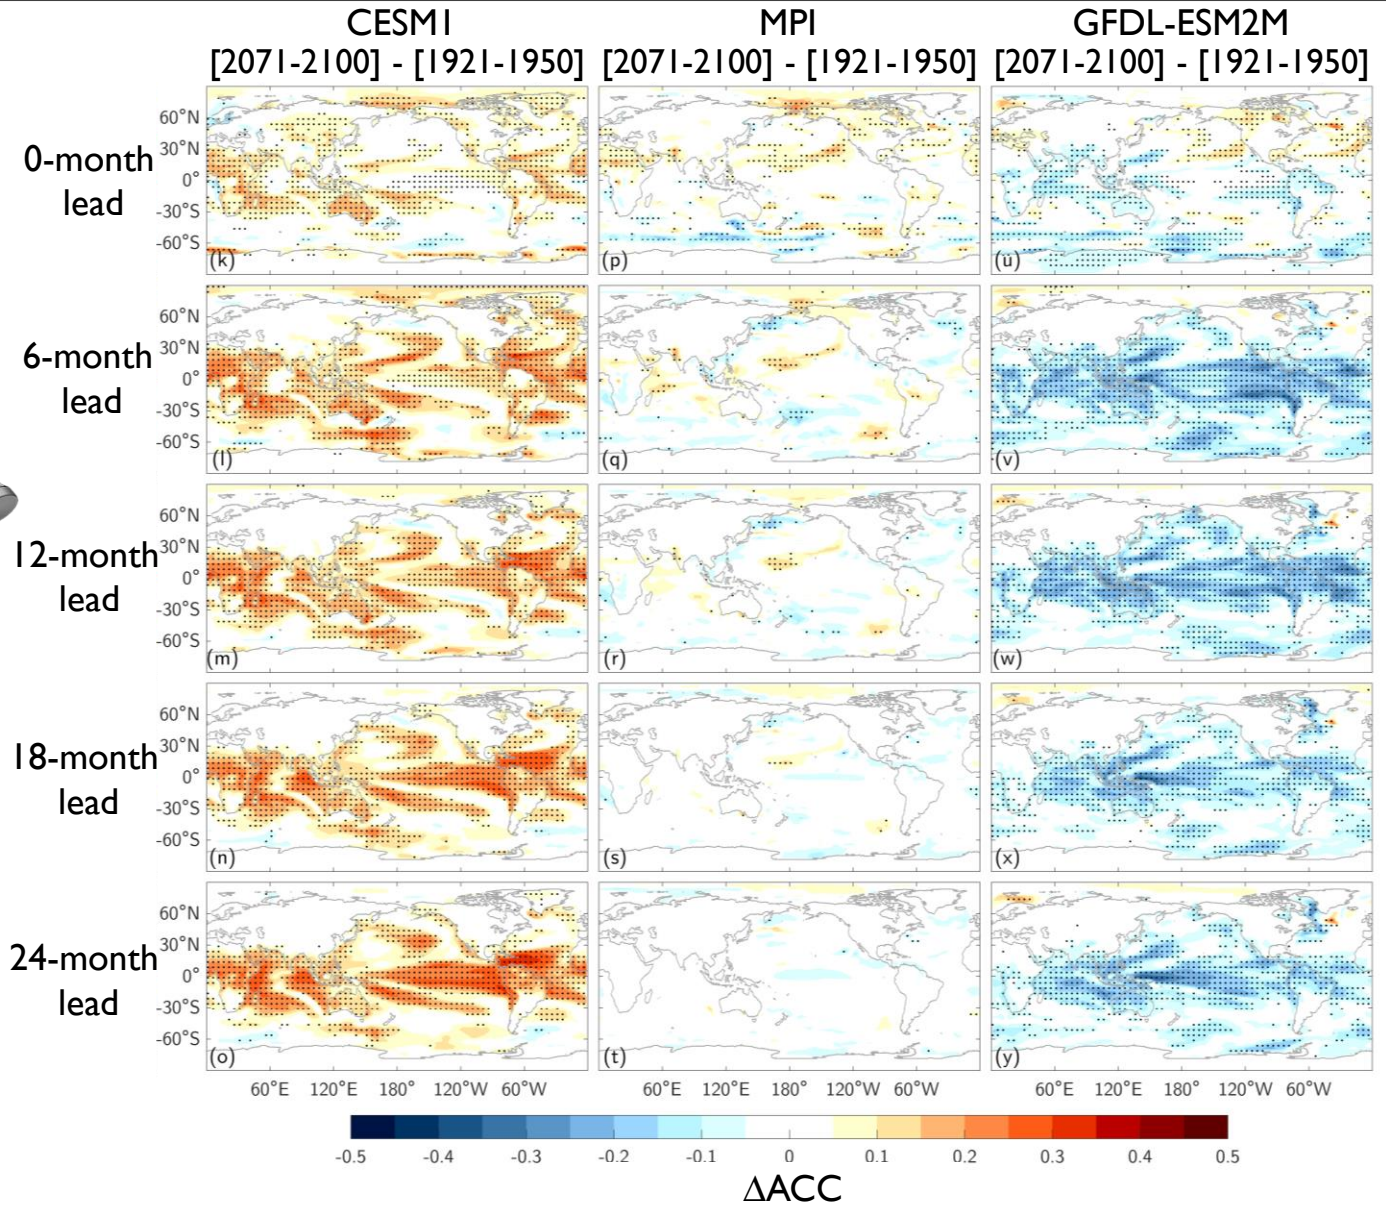 CESM1 MPI GFDL-ESM2M
[2071-2100] - [1921-1950] [2071-2100] - [1921-1950] [2071-2100] - [1921-1950]
0-month
lead
60°N
30°N
0°
-30°S
-60°S
(k) (p) (u)
6-month
lead
60°N
30°N
0°
-30°S
-60°S
(l) (q) (v)
12-month
lead
60°N
30°N
0°
-30°S
-60°S
(m) (r) (w)
18-month
lead
60°N
30°N
0°
-30°S
-60°S
(n) (s) (x)
24-month
lead
60°N
30°N
0°
-30°S
-60°S
(o) (t) (y)
60°E 120°E 180° 120°W 60°W 60°E 120°E 180° 120°W 60°W 60°E 120°E 180° 120°W 60°W
-0.5 -0.4 -0.3 -0.2 -0.1 0 0.1 0.2 0.3 0.4 0.5
ΔACC